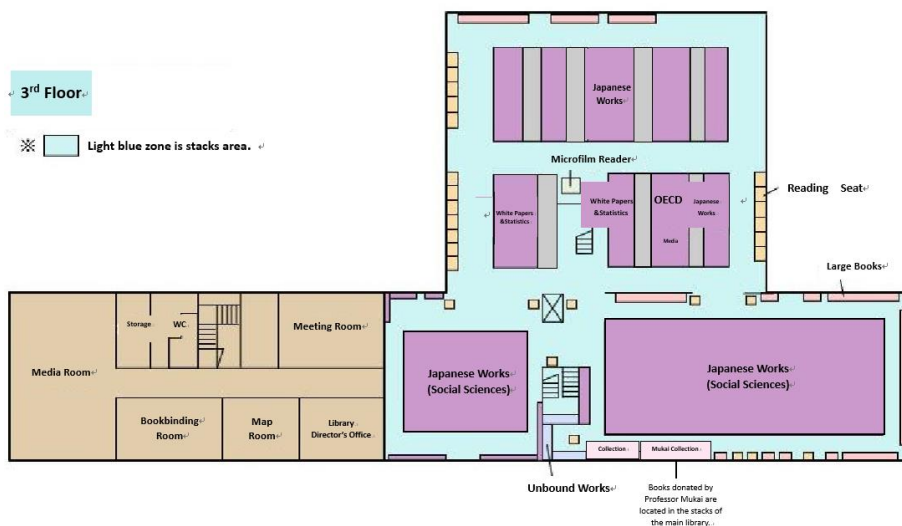 3rd Floor
※ Light blue zone is stacks area.
Japanese
Works
Microfilm Reader
White Papers
&Statistics
White Papers
&Statistics
OECD
Japanese
Works
Media
Reading Seat
Large Books
Storage
WC
Meeting Room
Media Room
Japanese Works
(Social Sciences)
Japanese Works
(Social Sciences)
Bookbinding
Room
Map
Room
Library
Director's Office
Collection
Mukai Collection
Unbound Works
Books donated by
Professor Mukai are
located in the stacks of
the main library.